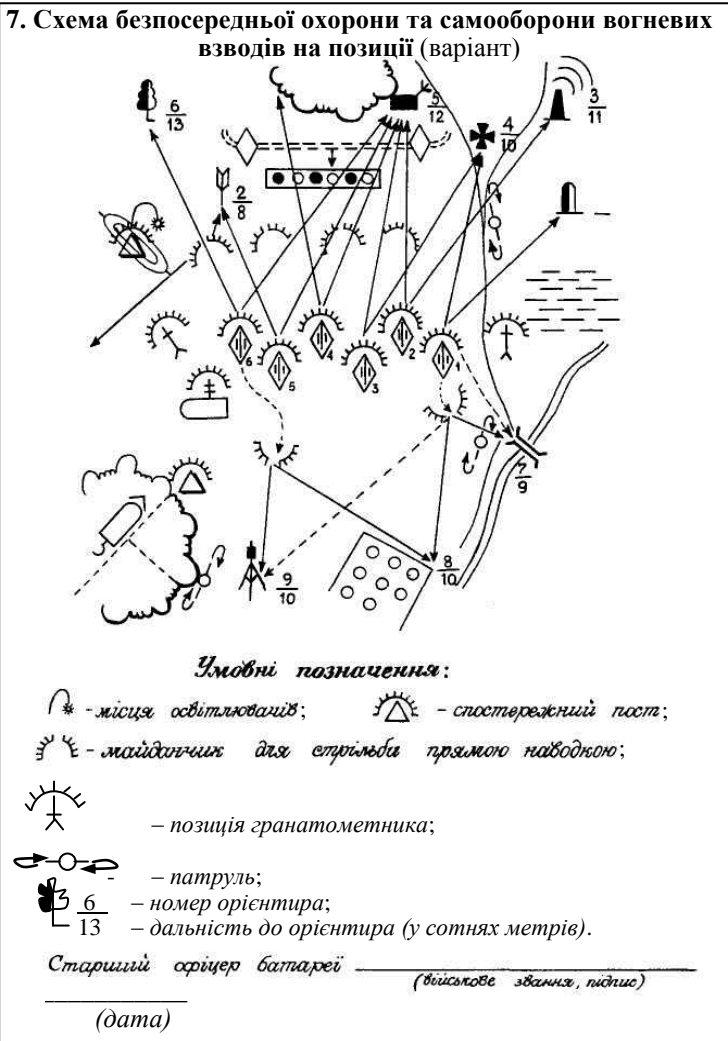 7. Схема безпосередньої охорони та самооборони вогневих
взводів на позиції (варіант)
6
13
5
12
3
11
4
10
2
8
6
5
4
3
2
1
7
9
8
10
9
10
Умовні позначення:
- місця освітлювачів;
- спостережний пост;
- майданчик для стрільби прямою наводкою;
– позиція гранатометника;
- – патруль;
6 – номер орієнтира;
13 – дальність до орієнтира (у сотнях метрів).
Старший офіцер батареї
(військове звання, підпис)
(дата)